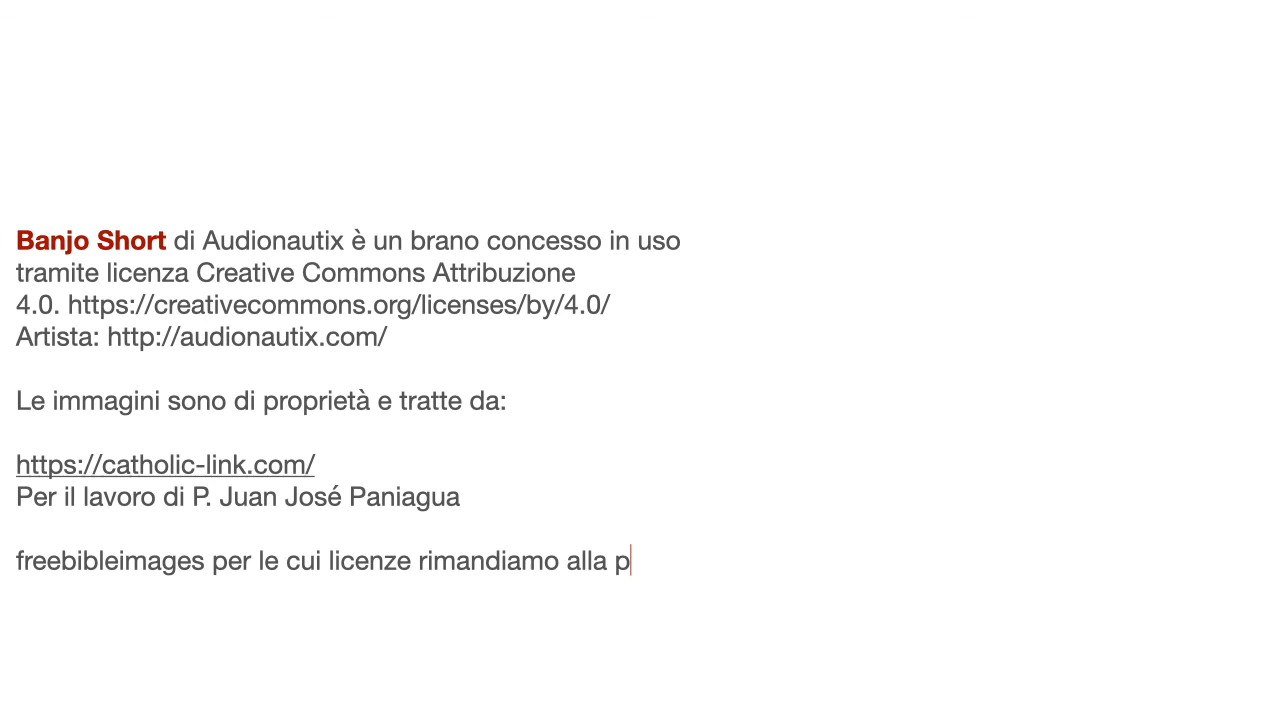 Banjo Short di Audionautix è un brano concesso in uso
tramite licenza Creative Commons Attribuzione
4.0. https://creativecommons.org/licenses/by/4.0/
Artista: http://audionautix.com/
Le immagini sono di proprietà e tratte da:
https://catholic-link.com/
Per il lavoro di P. Juan José Paniagua
freebibleimages per le cui licenze rimandiamo alla p